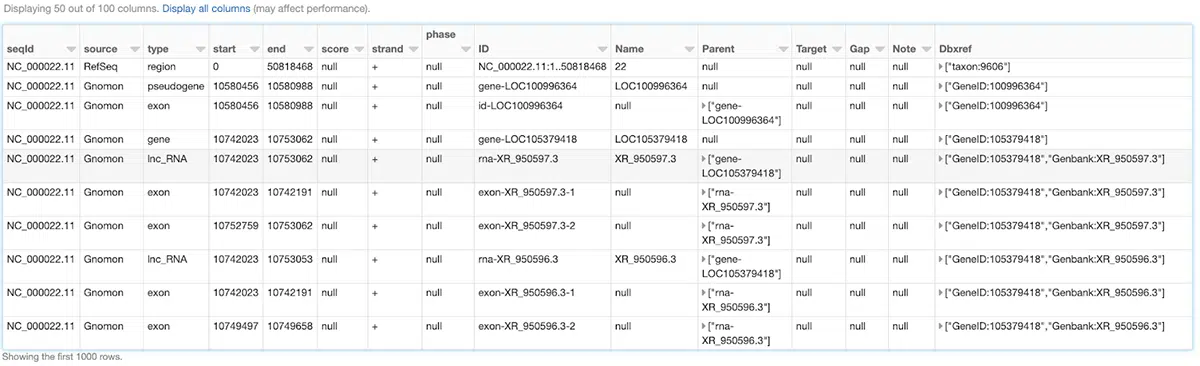 Displaying 50 out of 100 columns. Display all columns (may affect performance).
seqId source type start end score strand phase ID Name Parent Target Gap Note Dbxref
NC_000022.11 RefSeq region 0 50818468 null + null NC_000022.11:1..50818468 22 null null null null ["taxon:9606"]
NC_000022.11 Gnomon pseudogene 10580456 10580988 null + null gene-LOC100996364 LOC100996364 null null null null ["GeneID:100996364"]
NC_000022.11 Gnomon exon 10580456 10580988 null + null id-LOC100996364 null ["gene-LOC100996364"] null null null ["GeneID:100996364"]
NC_000022.11 Gnomon gene 10742023 10753062 null + null gene-LOC105379418 LOC105379418 null null null null ["GeneID:105379418"]
NC_000022.11 Gnomon lnc_RNA 10742023 10753062 null + null rna-XR_950597.3 XR_950597.3 ["gene-LOC105379418"] null null null ["GeneID:105379418","Genbank:XR_950597.3"]
NC_000022.11 Gnomon exon 10742023 10742191 null + null exon-XR_950597.3-1 null ["rna-XR_950597.3"] null null null ["GeneID:105379418","Genbank:XR_950597.3"]
NC_000022.11 Gnomon exon 10752759 10753062 null + null exon-XR_950597.3-2 null ["rna-XR_950597.3"] null null null ["GeneID:105379418","Genbank:XR_950597.3"]
NC_000022.11 Gnomon lnc_RNA 10742023 10753053 null + null rna-XR_950596.3 XR_950596.3 ["gene-LOC105379418"] null null null ["GeneID:105379418","Genbank:XR_950596.3"]
NC_000022.11 Gnomon exon 10742023 10742191 null + null exon-XR_950596.3-1 null ["rna-XR_950596.3"] null null null ["GeneID:105379418","Genbank:XR_950596.3"]
NC_000022.11 Gnomon exon 10749497 10749658 null + null exon-XR_950596.3-2 null ["rna-XR_950596.3"] null null null ["GeneID:105379418","Genbank:XR_950596.3"]
Showing the first 1000 rows.